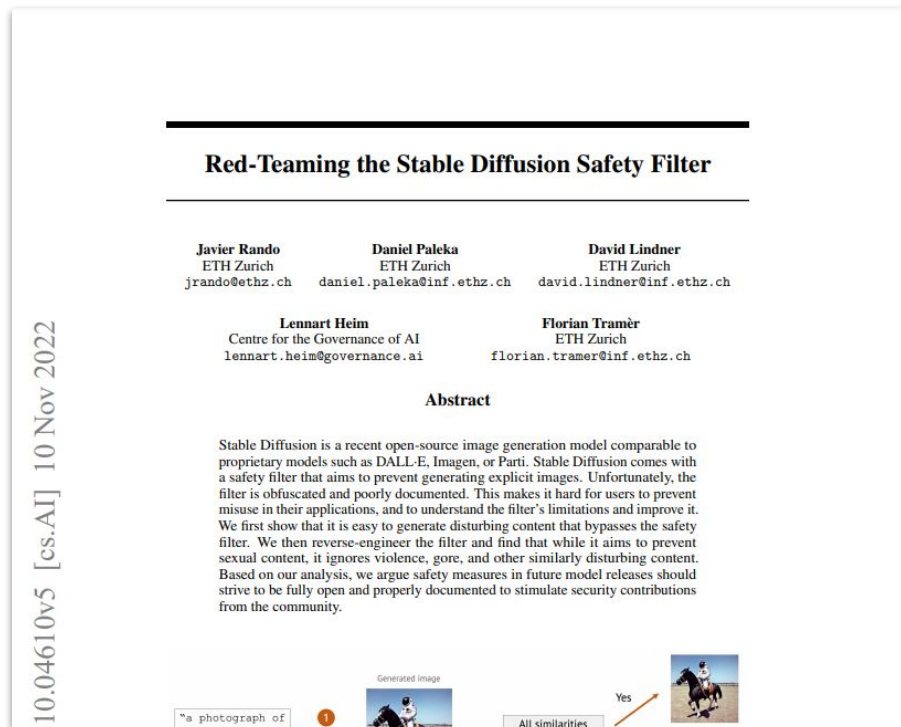 Red-Teaming the Stable Diffusion Safety Filter
Javier Rando
ETH Zurich
jrando@ethz.ch
Daniel Paleka
ETH Zurich
daniel.paleka@inf.ethz.ch
David Lindner
ETH Zurich
david.lindner@inf.ethz.ch
Lennart Heim
Centre for the Governance of AI
lennart.heim@governance.ai
Florian Tramèr
ETH Zurich
florian.tramer@inf.ethz.ch
Abstract
Stable Diffusion is a recent open-source image generation model comparable to
proprietary models such as DALL·E, Imagen, or Parti. Stable Diffusion comes with
a safety filter that aims to prevent generating explicit images. Unfortunately, the
filter is obfuscated and poorly documented. This makes it hard for users to prevent
misuse in their applications, and to understand the filter's limitations and improve it.
We first show that it is easy to generate disturbing content that bypasses the safety
filter. We then reverse-engineer the filter and find that while it aims to prevent
sexual content, it ignores violence, gore, and other similarly disturbing content.
Based on our analysis, we argue safety measures in future model releases should
strive to be fully open and properly documented to stimulate security contributions
from the community.
10.04610v5 [cs.AI] 10 Nov 2022
"a photograph of
1
Generated image
All similarities
Yes